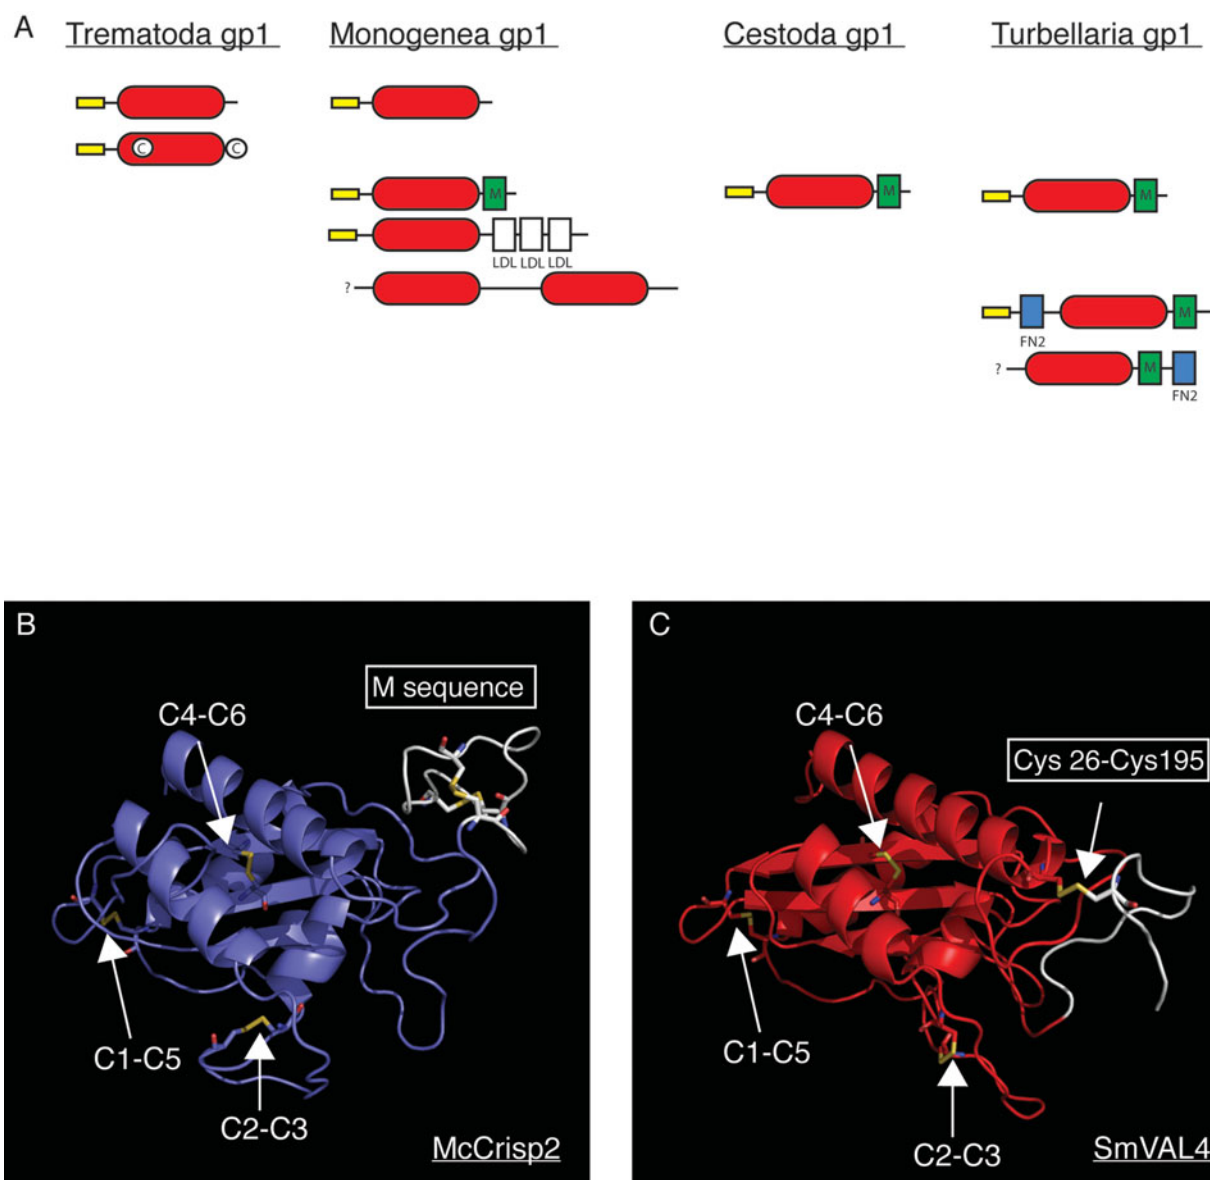 A
Trematoda gp1
Monogenea gp1
Cestoda gp1
Turbellaria gp1
C C
M
M
M
LDL LDL LDL
?
M
FN2
?
M
FN2
B
M sequence
C4-C6
C1-C5
C2-C3
McCrisp2
C
C4-C6
Cys 26-Cys195
C1-C5
C2-C3
SmVAL4